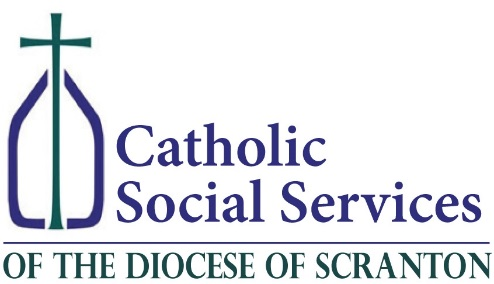 Catholic
Social Services
OF THE DIOCESE OF SCRANTON